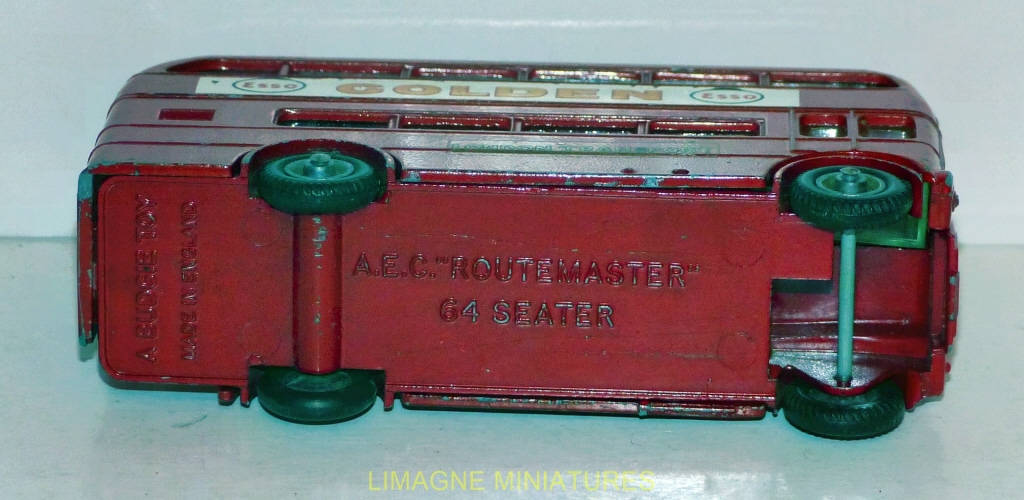 Esso GOLDEN Esso
A BUDGIE TOY
MADE IN ENGLAND
A.E.C. "ROUTEMASTER"
64 SEATER
LIMAGNE MINIATURES